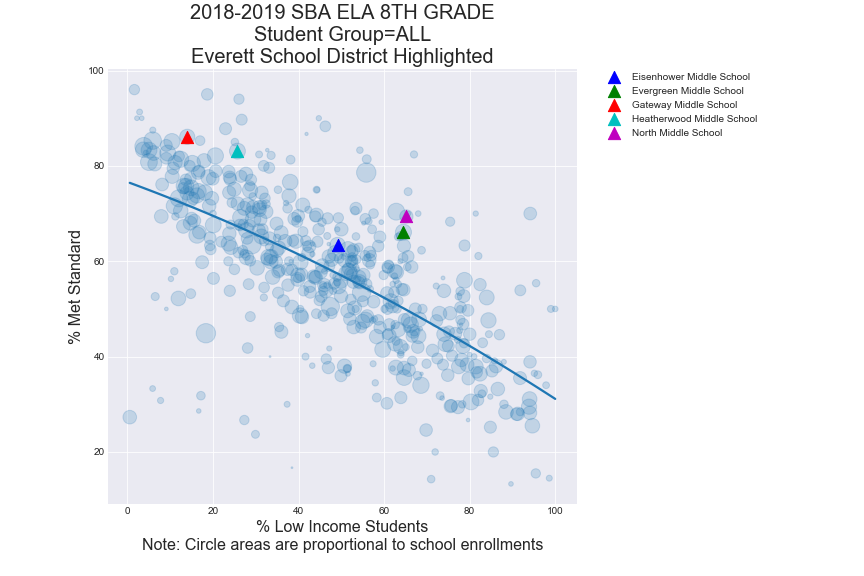 2018-2019 SBA ELA 8TH GRADE
Student Group=ALL
Everett School District Highlighted
Eisenhower Middle School
Evergreen Middle School
Gateway Middle School
Heatherwood Middle School
North Middle School
% Met Standard
100
80
60
40
20
0 20 40 60 80 100
% Low Income Students
Note: Circle areas are proportional to school enrollments